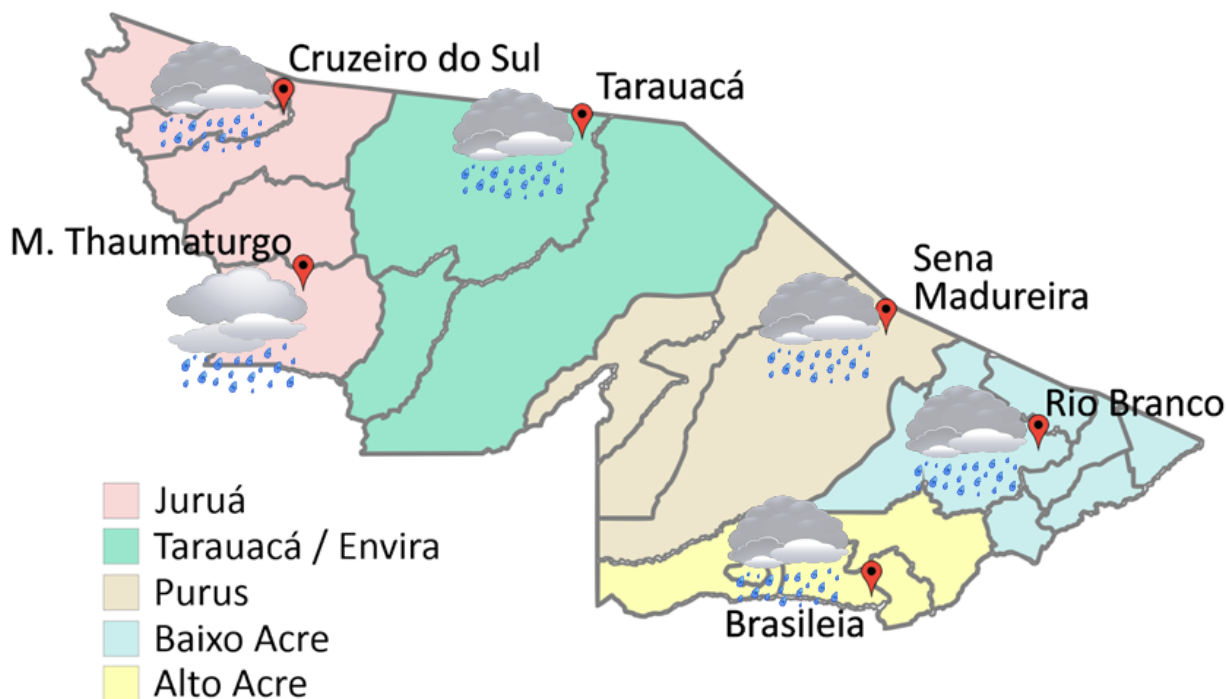 Cruzeiro do Sul
Tarauacá
M. Thaumaturgo
Sena
Madureira
Rio Branco
Brasileia
Juruá
Tarauacá / Envira
Purus
Baixo Acre
Alto Acre